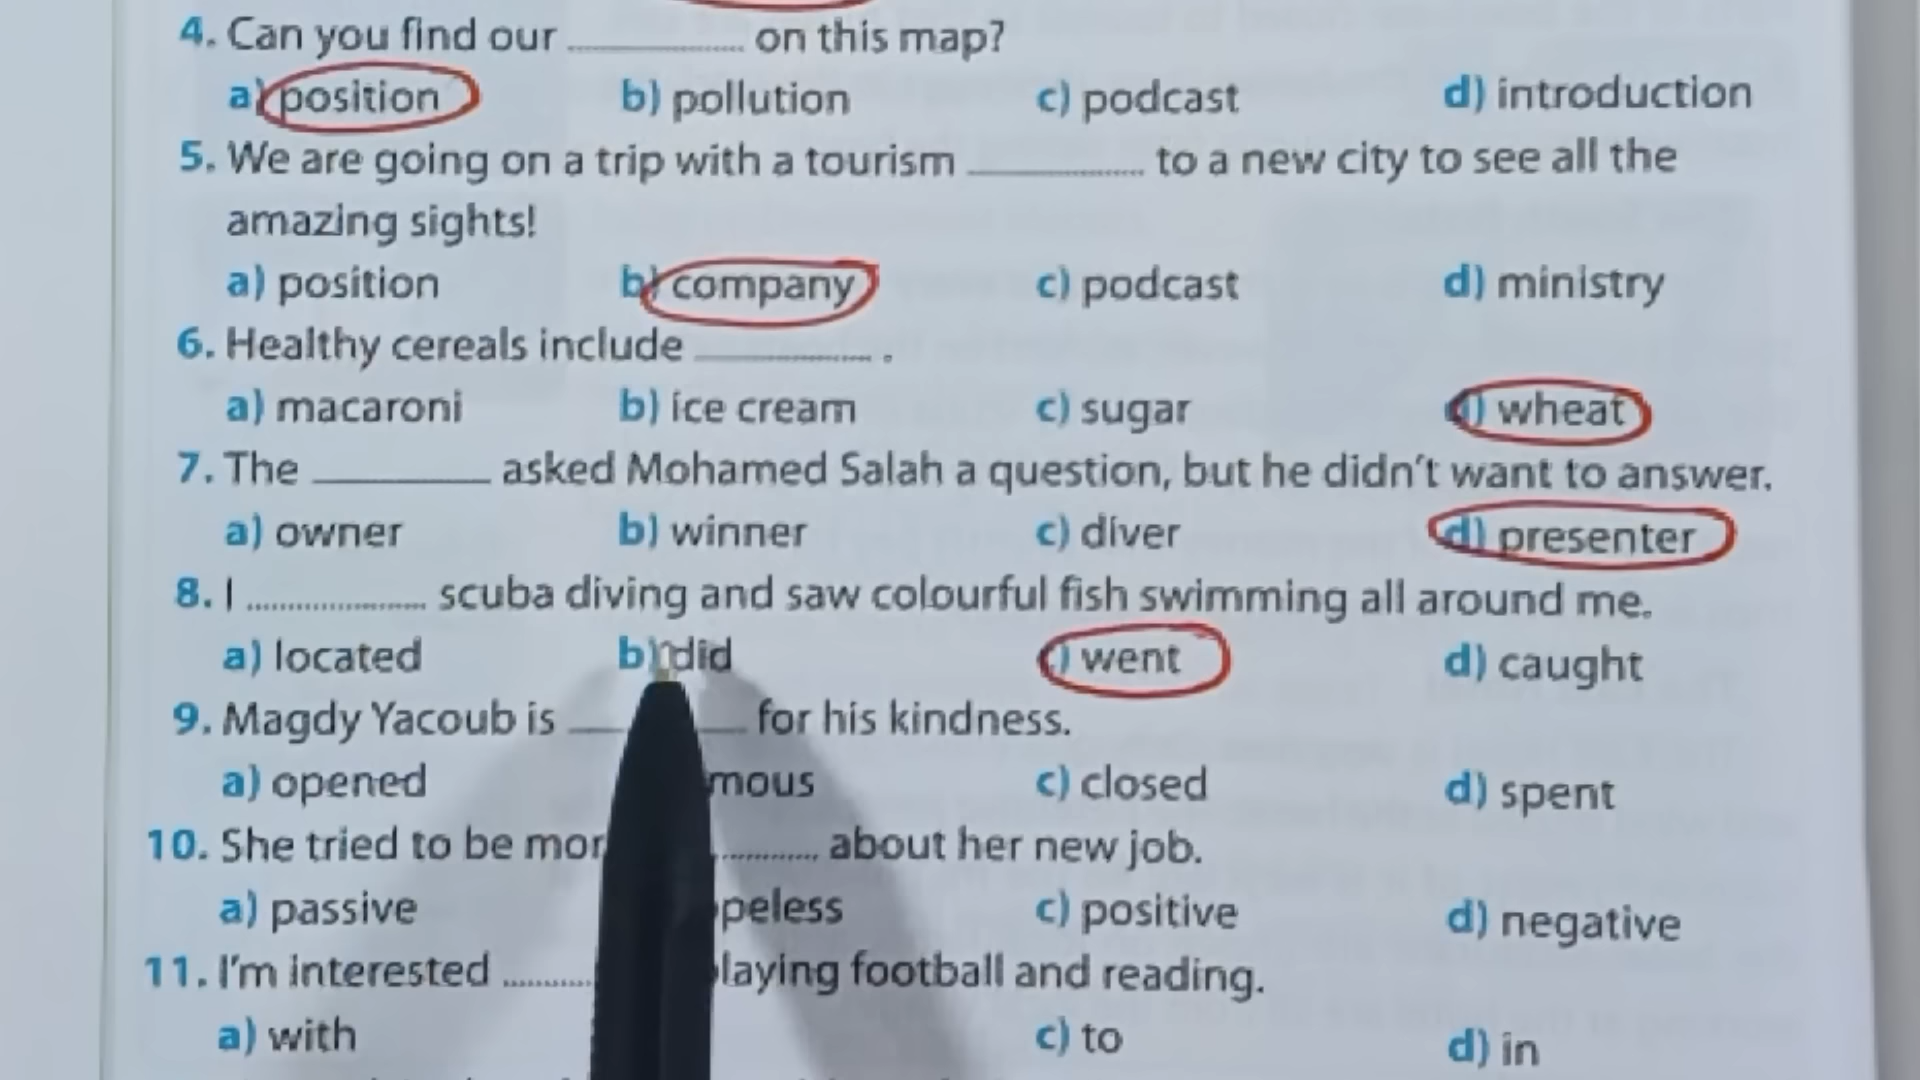 4. Can you find our ............ on this map?
a) position b) pollution c) podcast d) introduction
5. We are going on a trip with a tourism ............ to a new city to see all the
amazing sights!
a) position b) company c) podcast d) ministry
6. Healthy cereals include ............ .
a) macaroni b) ice cream c) sugar d) wheat
7. The ............ asked Mohamed Salah a question, but he didn't want to answer.
a) owner b) winner c) diver d) presenter
8. I ............ scuba diving and saw colourful fish swimming all around me.
a) located b) did c) went d) caught
9. Magdy Yacoub is ............ for his kindness.
a) opened c) closed d) spent
10. She tried to be ............ about her new job.
a) passive c) positive d) negative
11. I'm interested ............ football and reading.
a) with c) to d) in